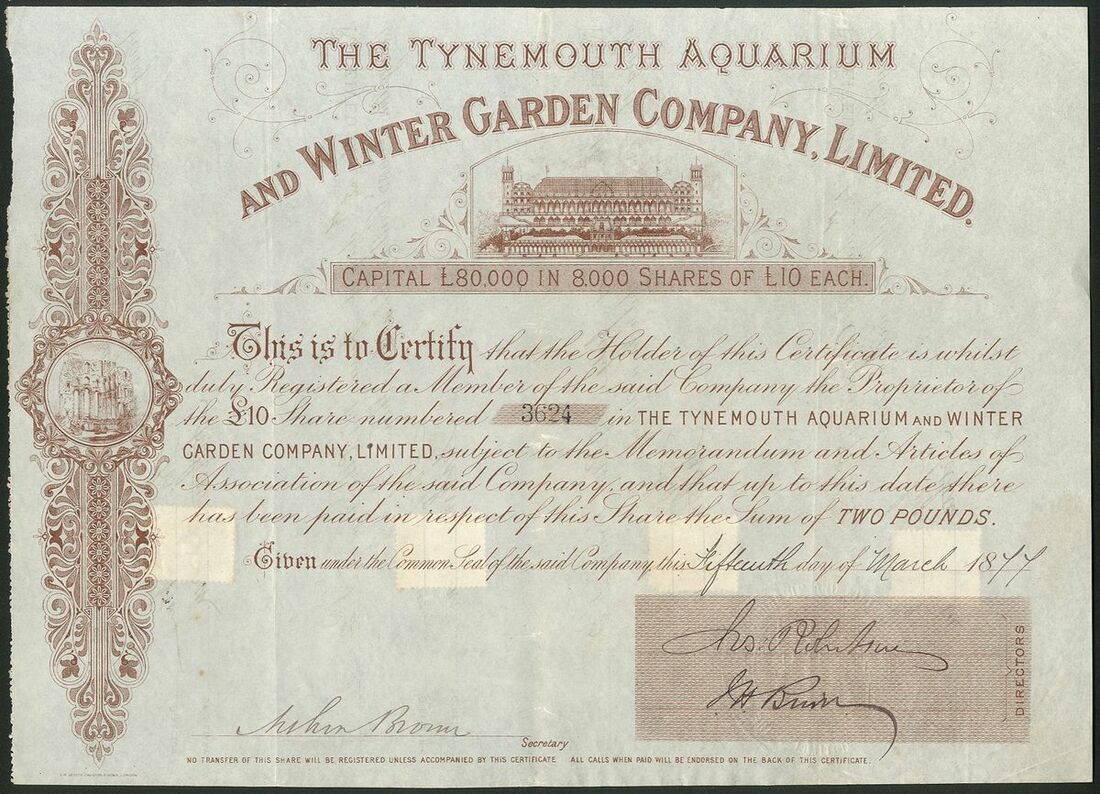 THE TYNEMOUTH AQUARIUM
AND WINTER GARDEN COMPANY, LIMITED.
CAPITAL £80,000 IN 8,000 SHARES OF £10 EACH.
This is to Certify that the Holder of this Certificate is whilst
duly Registered a Member of the said Company the Proprietor of
the £10 Share numbered 3624 in THE TYNEMOUTH AQUARIUM AND WINTER
GARDEN COMPANY, LIMITED, subject to the Memorandum and Articles of
Association of the said Company, and that up to this date there
has been paid in respect of this Share the Sum of TWO POUNDS.
Given under the Common Seal of the said Company this Fifteenth day of March 1877
Robertson
DIRECTORS
Brown
Secretary
NO TRANSFER OF THIS SHARE WILL BE REGISTERED UNLESS ACCOMPANIED BY THIS CERTIFICATE ALL CALLS WHEN PAID WILL BE ENDORSED ON THE BACK OF THIS CERTIFICATE.